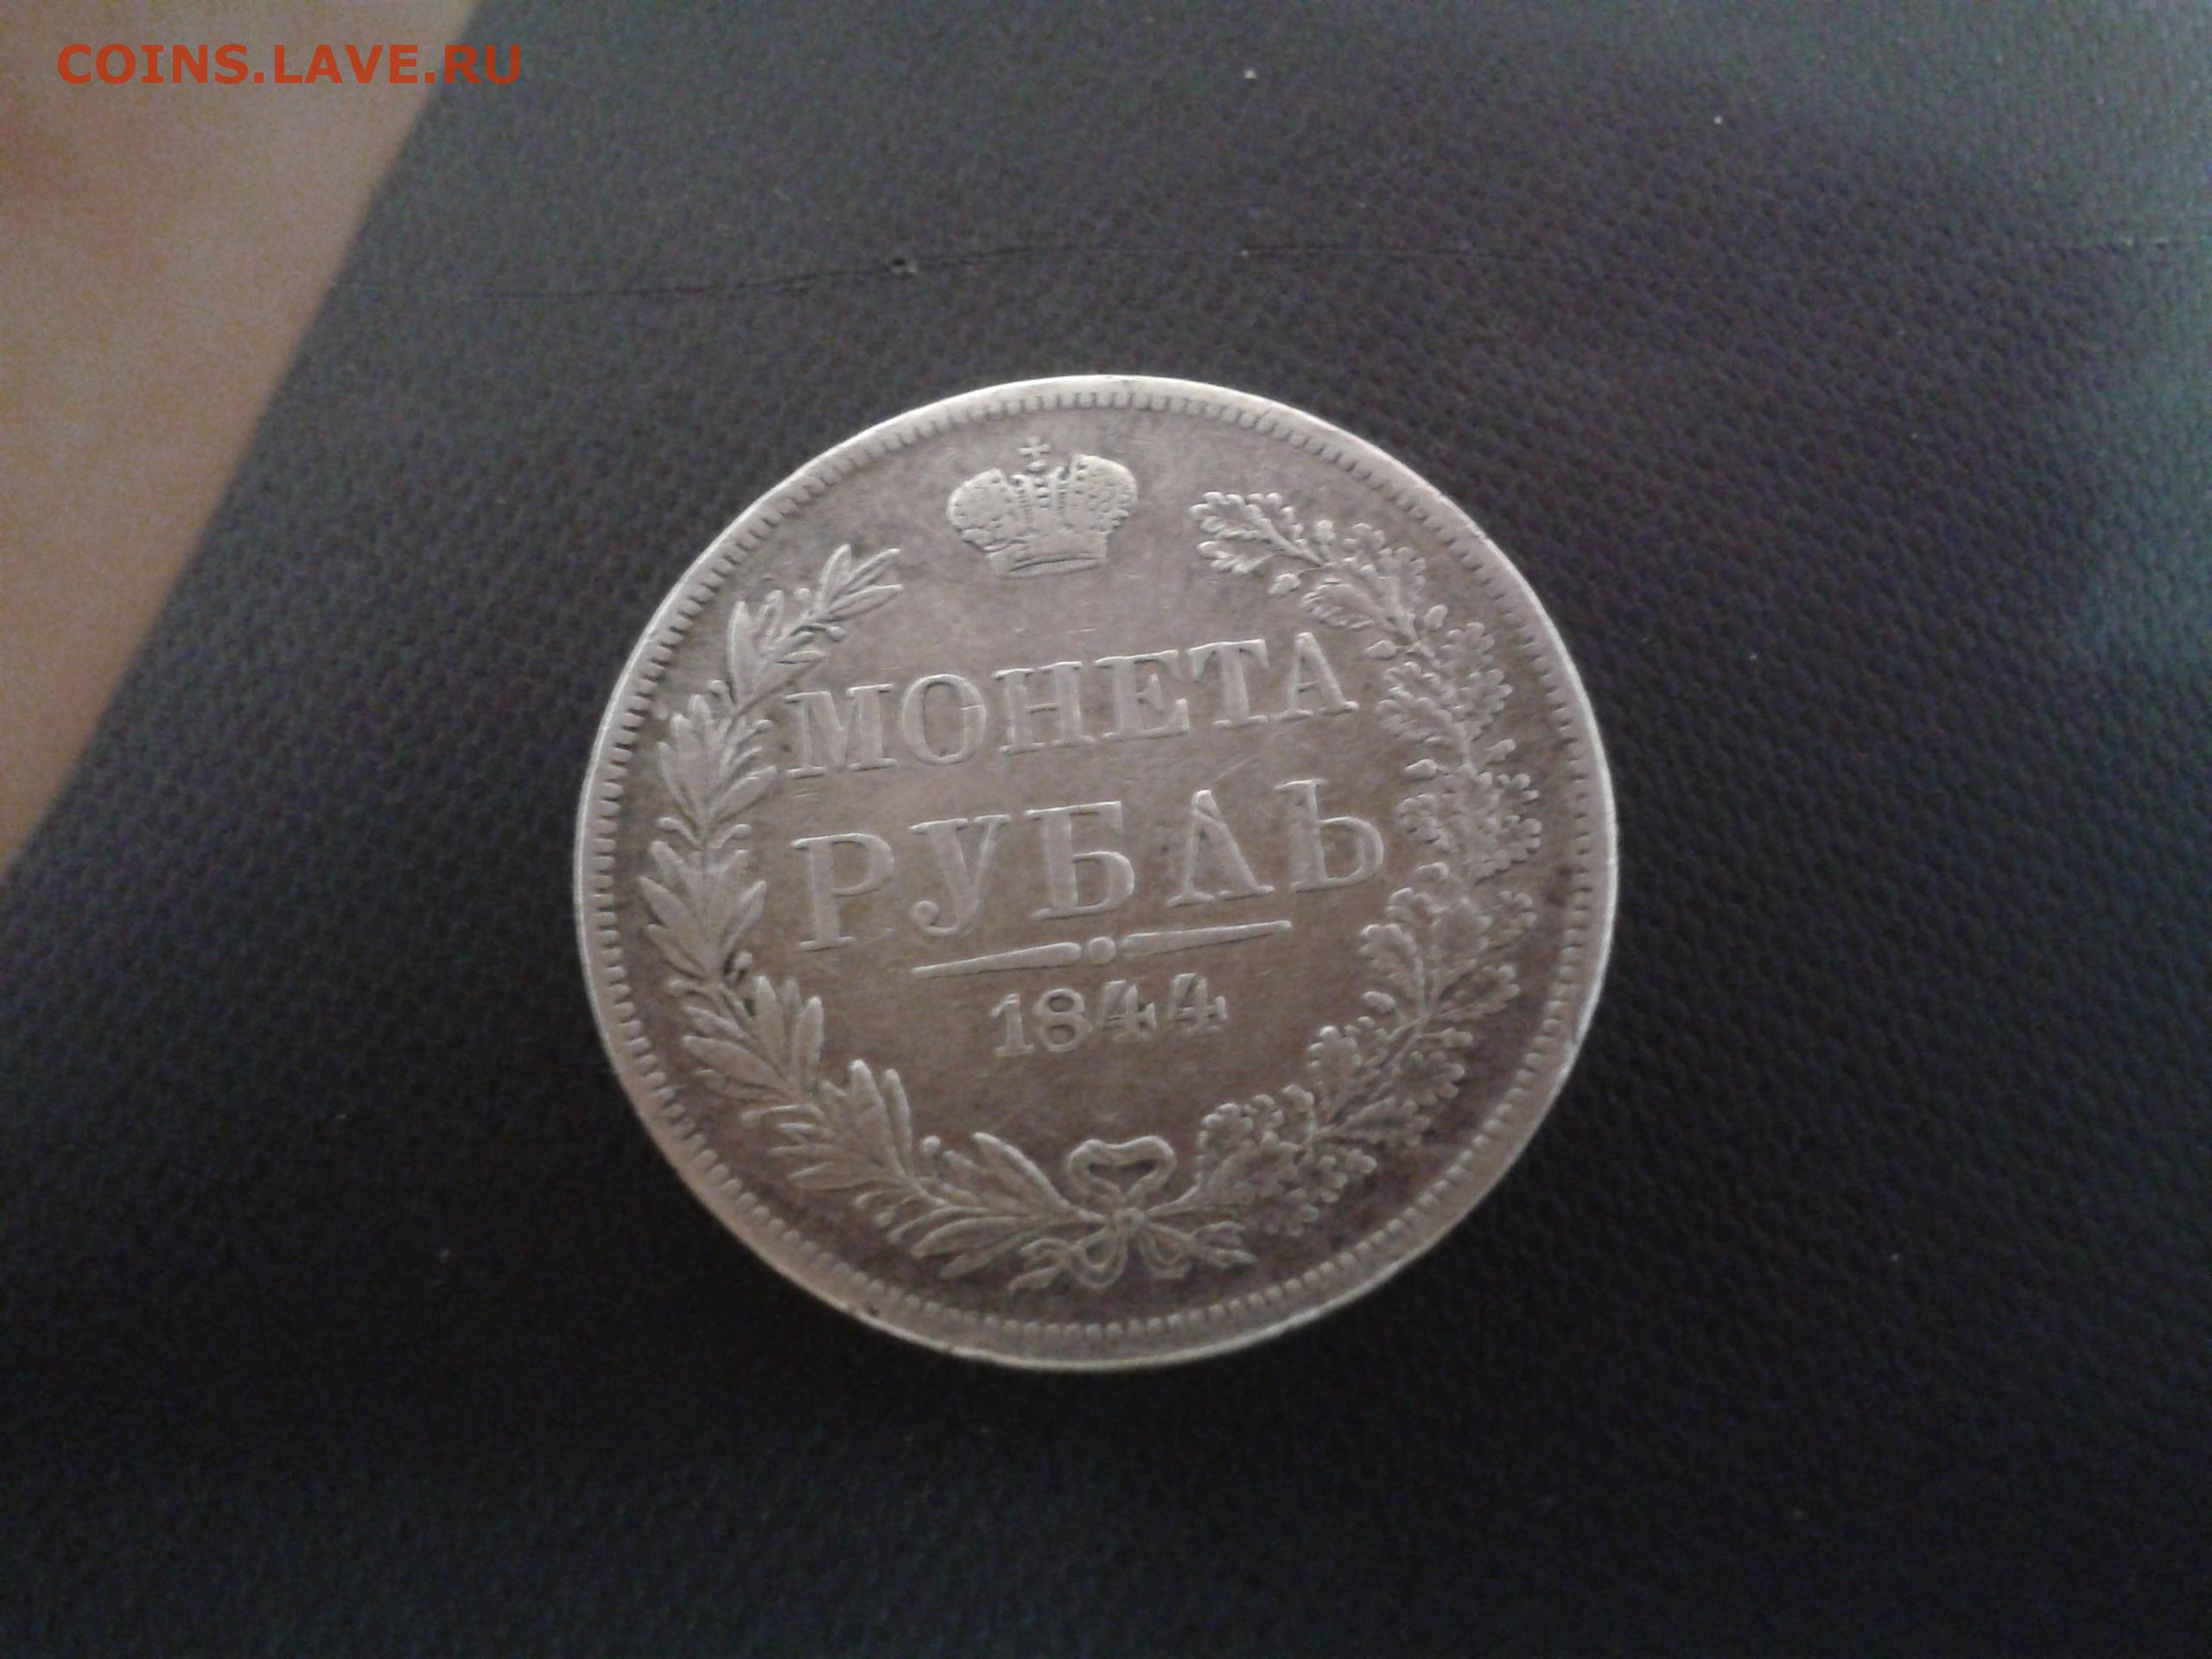 COINS.LAVE.RU
МОНЕТА
РУБЛЬ
1844